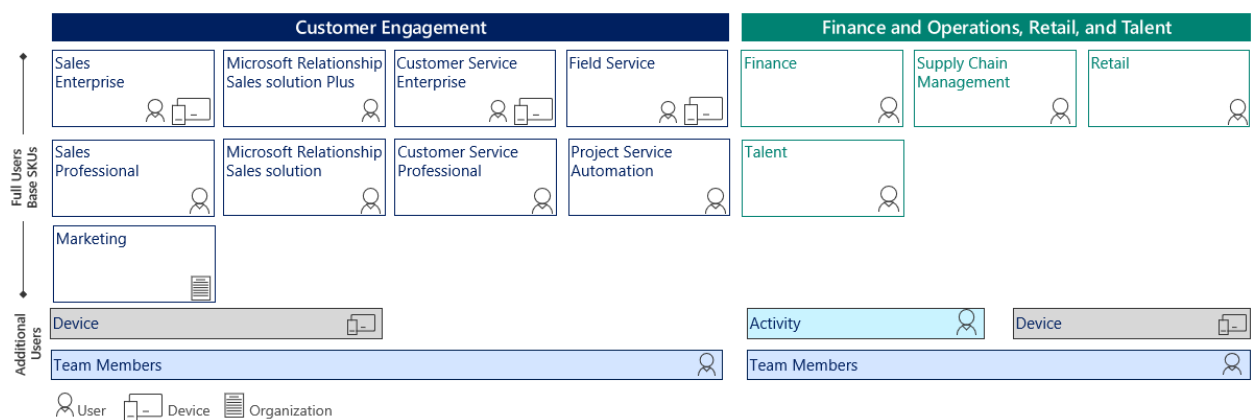 Customer Engagement
Finance and Operations, Retail, and Talent
Full Users
Base SKUs
Sales
Enterprise
Microsoft Relationship
Sales solution Plus
Customer Service
Enterprise
Field Service
Finance
Supply Chain
Management
Retail
Sales
Professional
Microsoft Relationship
Sales solution
Customer Service
Professional
Project Service
Automation
Talent
Marketing
Additional
Users
Device
Activity
Device
Team Members
Team Members
User
Device
Organization